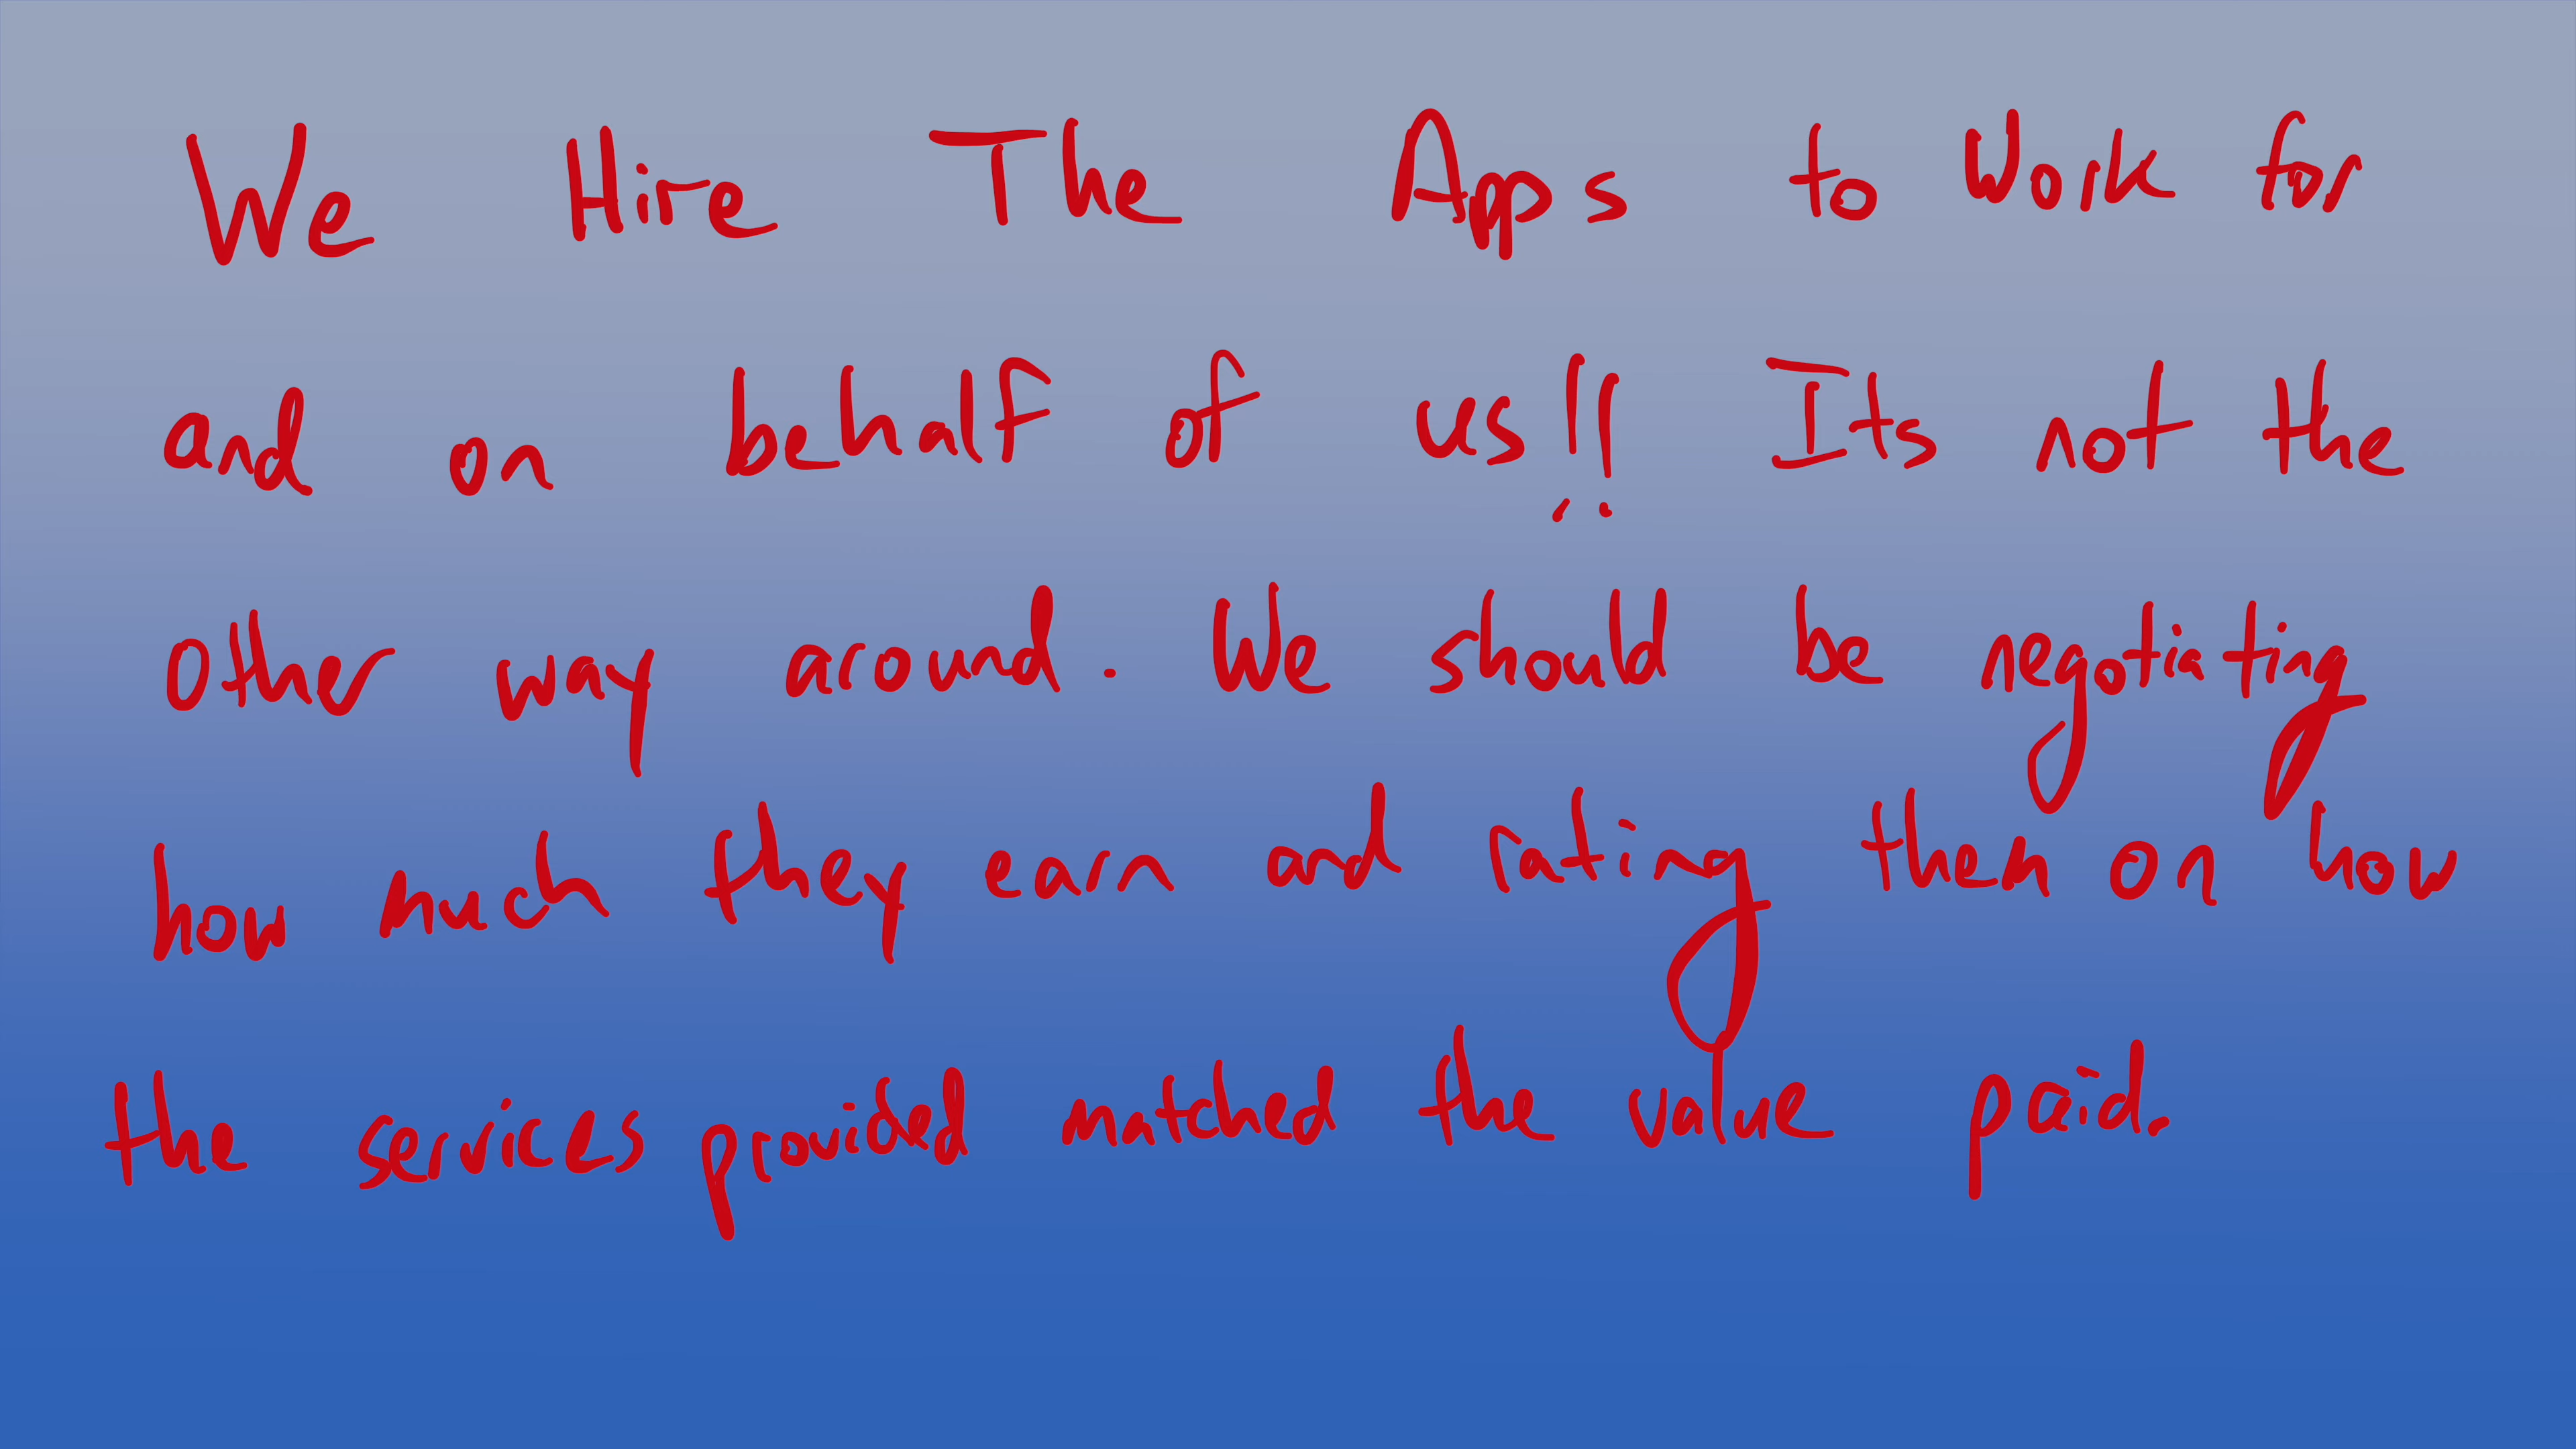 We Hire The Apps to Work for
and on behalf of us!! Its not the
other way around. We should be negotiating
how much they earn and rating them on how
the services provided matched the value paid.